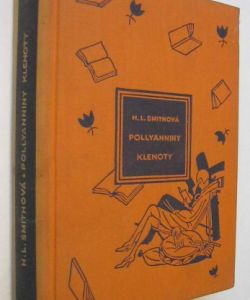 H. L. SMITHOVÁ
POLLYANNINY
KLENOTY
H. L. SMITHOVÁ • POLLYANNINY KLENOTY